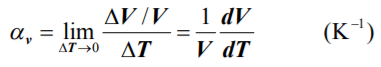 α_v = lim_{ΔT→0} (ΔV/V)/(ΔT) = (1/V) (dV/dT) (K⁻¹)